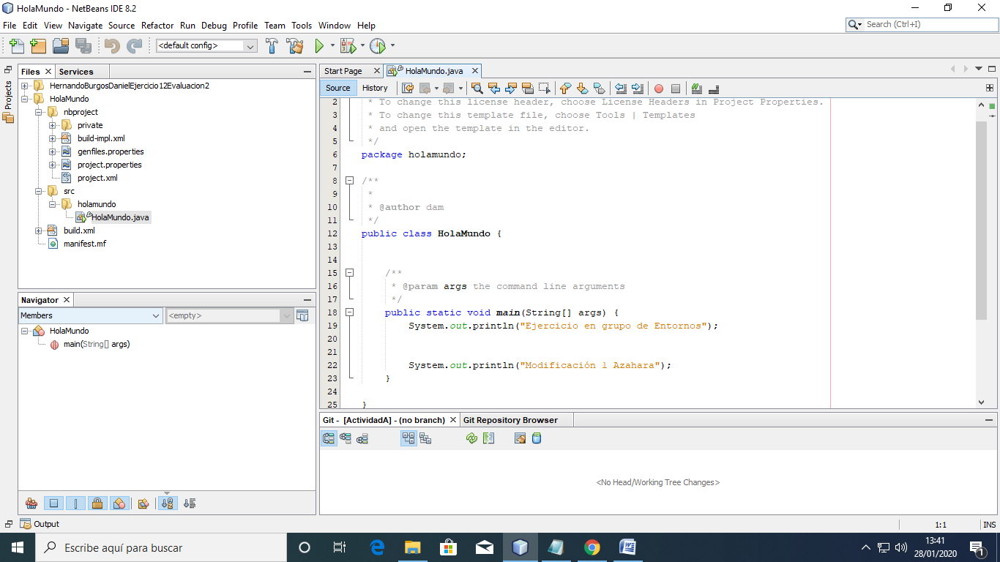 HolaMundo - NetBeans IDE 8.2
File Edit View Navigate Source Refactor Run Debug Profile Team Tools Window Help
Search (Ctrl+I)
<default config>
Projects
Files Services
HernandoBurgosDanielEjercicio12Evaluacion2
HolaMundo
nbproject
private
build-impl.xml
genfiles.properties
project.properties
project.xml
src
holamundo
HolaMundo.java
build.xml
manifest.mf
Navigator
Members <empty>
HolaMundo
main(String[] args)
Start Page HolaMundo.java
Source History
2 * To change this license header, choose License Headers in Project Properties.
3 * To change this template file, choose Tools | Templates
4 * and open the template in the editor.
5 */
6 package holamundo;
7
8 /**
9 *
10 * @author dam
11 */
12 public class HolaMundo {
13
14
15 /**
16 * @param args the command line arguments
17 */
18 public static void main(String[] args) {
19 System.out.println("Ejercicio en grupo de Entornos");
20
21
22 System.out.println("Modificación 1 Azahara");
23 }
24
25 }
Git - [ActividadA] - (no branch) Git Repository Browser
<No Head/Working Tree Changes>
Output
1:1 INS
Escribe aquí para buscar
13:41
28/01/2020
1